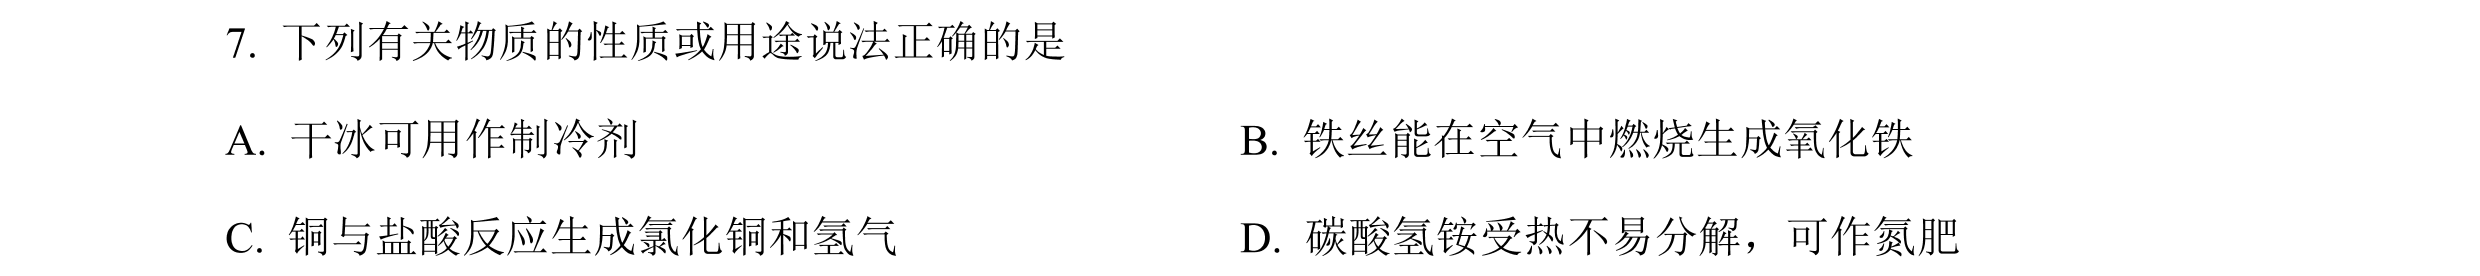 7. 下列有关物质的性质或用途说法正确的是
A. 干冰可用作制冷剂 B. 铁丝能在空气中燃烧生成氧化铁
C. 铜与盐酸反应生成氯化铜和氢气 D. 碳酸氢铵受热不易分解，可作氮肥